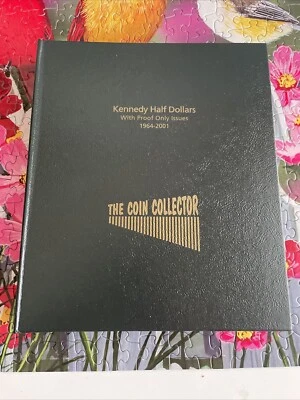 Kennedy Half Dollars
With Proof Only Issues
1964-2001
THE COIN COLLECTOR